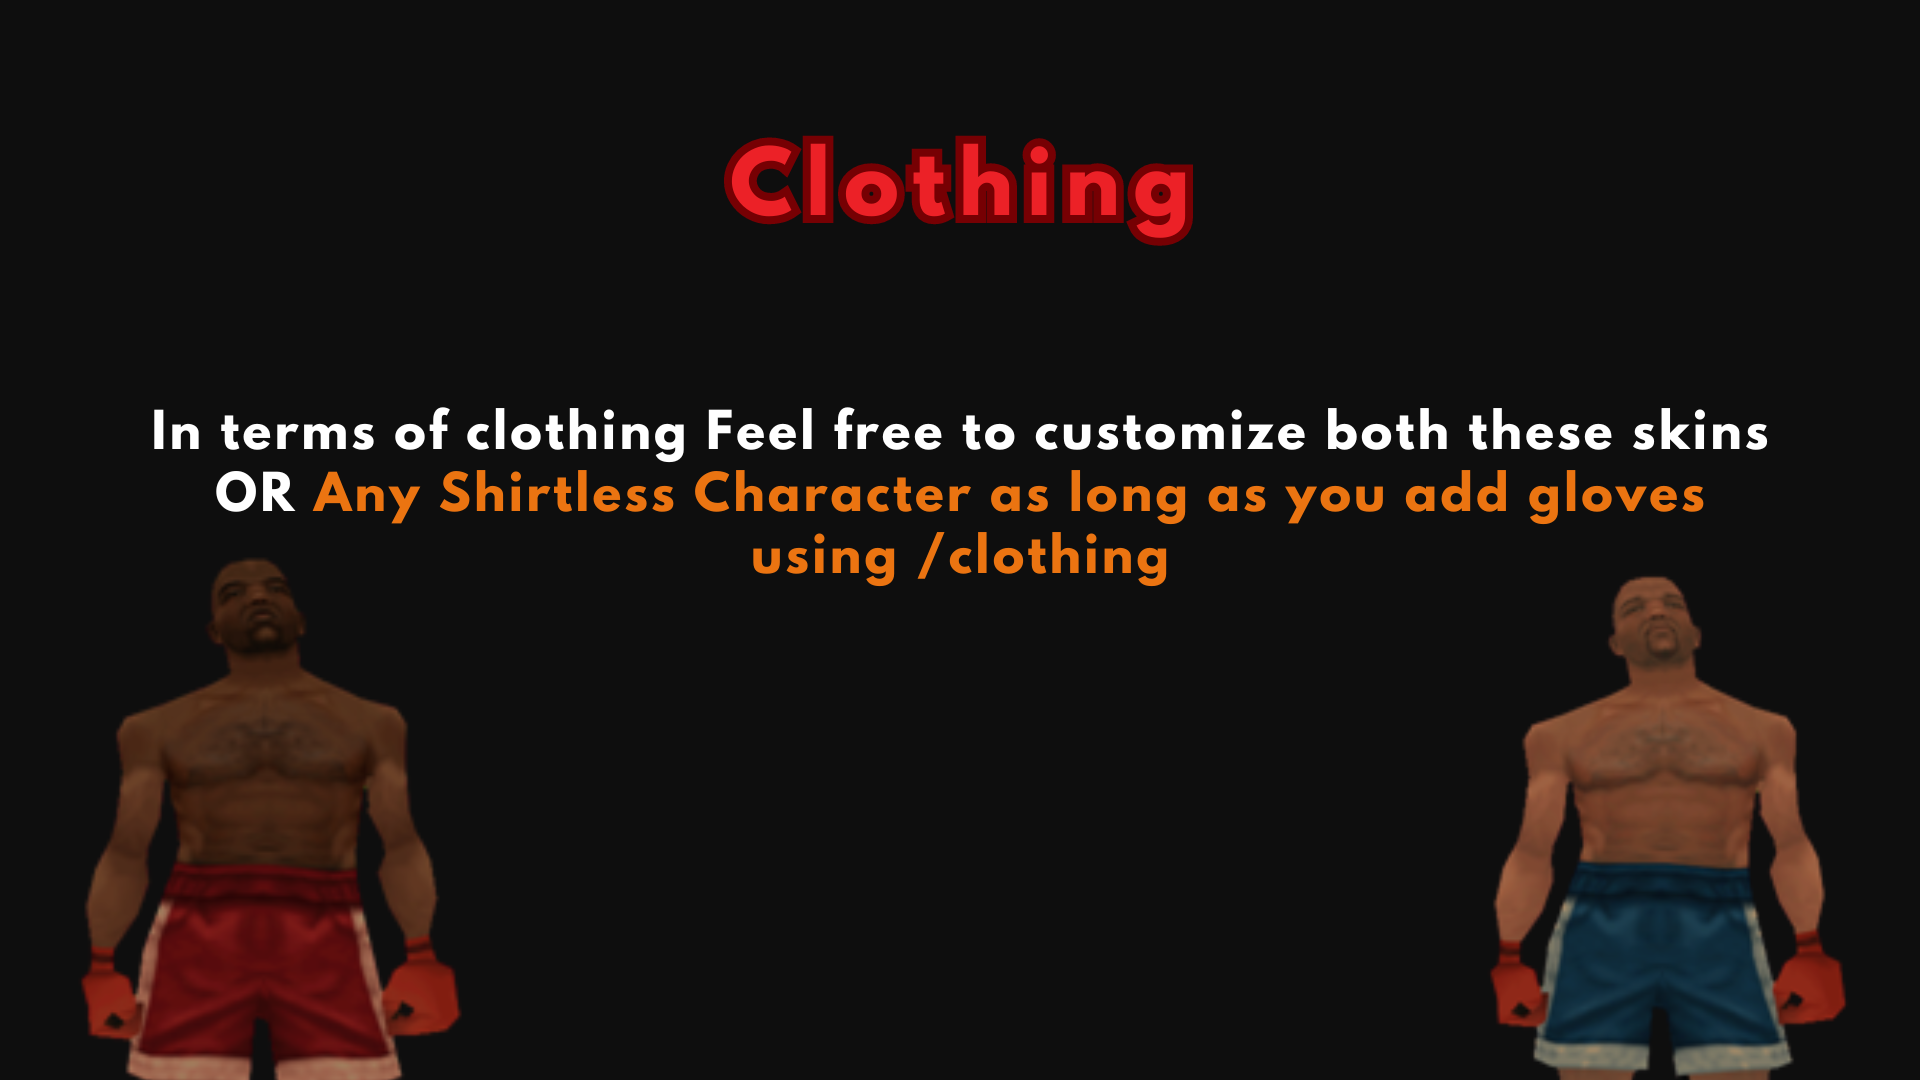 Clothing
In terms of clothing Feel free to customize both these skins
OR Any Shirtless Character as long as you add gloves
using /clothing